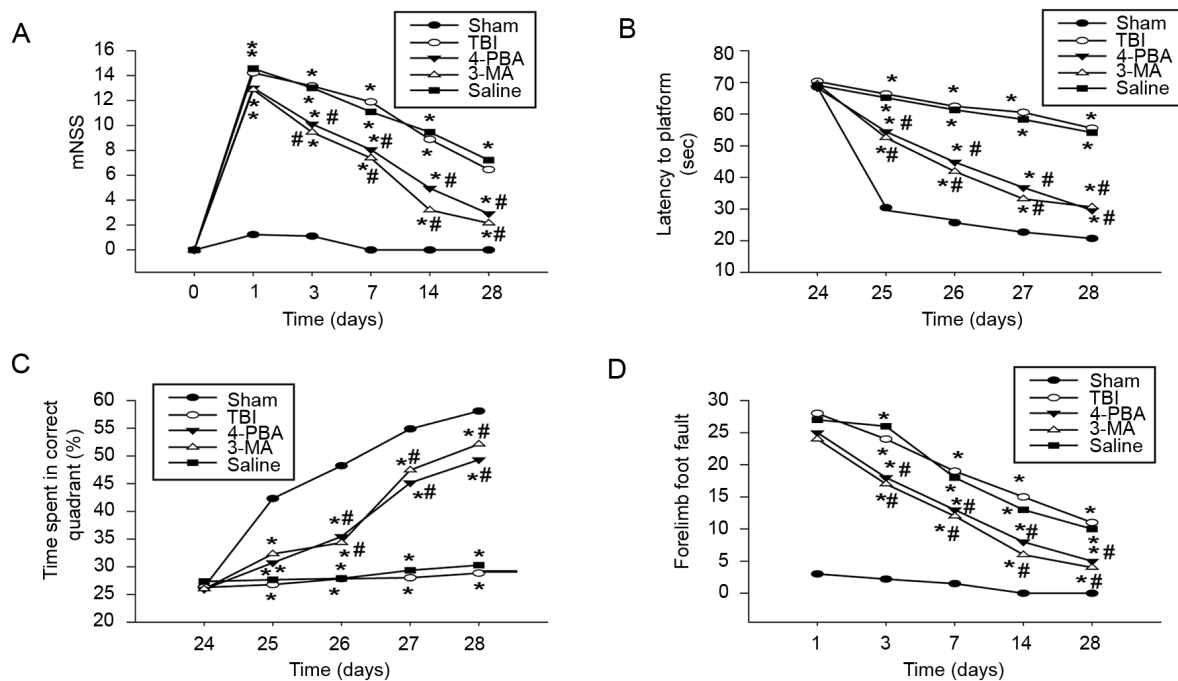 A
Sham
TBI
4-PBA
3-MA
Saline
mNSS
16
14
12
10
8
6
4
2
0
* * * * * * *
* * * # * #
* # * * # * * #
* # * # * #
0 1 3 7 14 28
Time (days)
B
Sham
TBI
4-PBA
3-MA
Saline
Latency to platform
(sec)
80
70
60
50
40
30
20
10
* * * *
* * * *
* # * # * # * #
* # * # * # * #
24 25 26 27 28
Time (days)
C
Sham
TBI
4-PBA
3-MA
Saline
Time spent in correct
quadrant (%)
60
55
50
45
40
35
30
25
20
* * # * # * #
* * * # * # * #
* * * *
24 25 26 27 28
Time (days)
D
Sham
TBI
4-PBA
3-MA
Saline
Forelimb foot fault
30
25
20
15
10
5
0
* * * *
* * * *
* # * # * # * #
* # * # * # * #
1 3 7 14 28
Time (days)